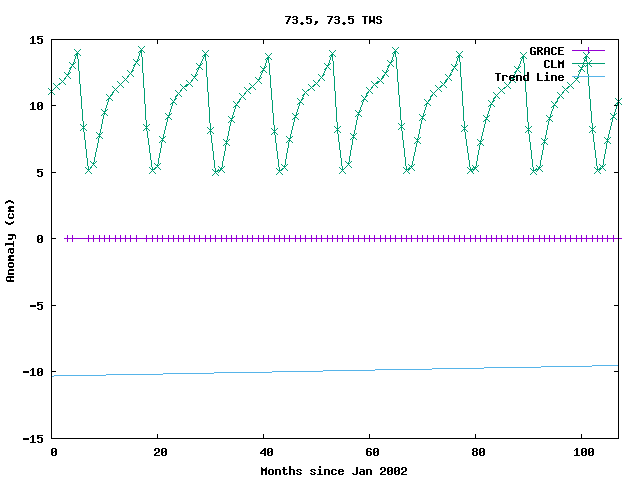 73.5, 73.5 TWS
GRACE
CLM
Trend Line
15
10
5
0
-5
-10
-15
Anomaly (cm)
0 20 40 60 80 100
Months since Jan 2002